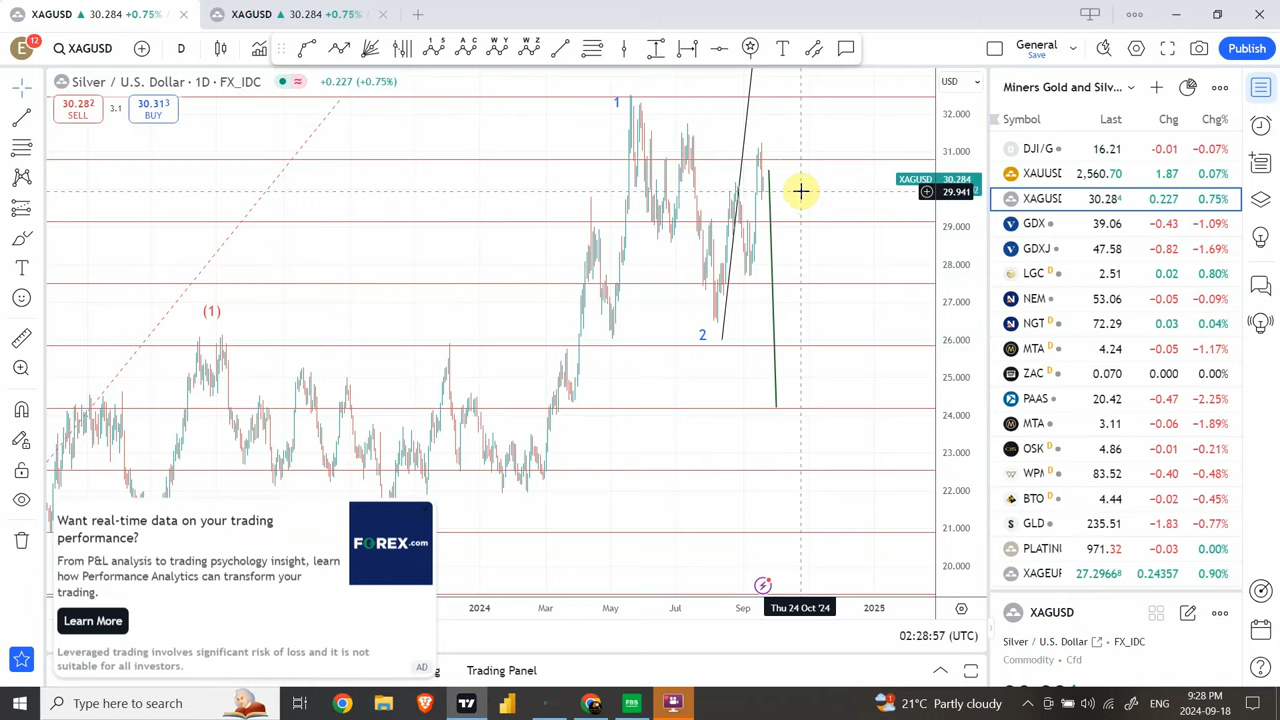 XAGUSD ▲ 30.284 +0.75%
XAGUSD ▲ 30.284 +0.75%
E 12
XAGUSD
D
General
Save
Publish
Silver / U.S. Dollar · 1D · FX_IDC
+0.227 (+0.75%)
30.282
SELL
3.1
30.313
BUY
USD
32.000
31.000
XAGUSD 30.284
29.941
29.000
28.000
27.000
26.000
25.000
24.000
23.000
22.000
21.000
20.000
1
2
(1)
2024
Mar
May
Jul
Sep
Thu 24 Oct '24
2025
02:28:57 (UTC)
Want real-time data on your trading
performance?
From P&L analysis to trading psychology insight, learn
how Performance Analytics can transform your
trading.
Learn More
FOREX.com
Leveraged trading involves significant risk of loss and it is not
suitable for all investors.
AD
Trading Panel
Miners Gold and Silv...
Symbol Last Chg Chg%
DJI/G 16.21 -0.01 -0.07%
XAUUSD 2,560.70 1.87 0.07%
XAGUSD 30.284 0.227 0.75%
GDX 39.06 -0.43 -1.09%
GDXJ 47.58 -0.82 -1.69%
LGC D 2.51 0.02 0.80%
NEM 53.06 -0.05 -0.09%
NGT D 72.29 0.03 0.04%
MTA D 4.24 -0.05 -1.17%
ZAC D 0.070 0.000 0.00%
PAAS 20.42 -0.47 -2.25%
MTA 3.11 -0.06 -1.89%
OSK 4.86 -0.01 -0.21%
WPM 83.52 -0.40 -0.48%
BTO 4.44 -0.02 -0.45%
GLD 235.51 -1.83 -0.77%
PLATIN 971.32 -0.03 0.00%
XAGEUR 27.29668 0.24357 0.90%
XAGUSD
Silver / U.S. Dollar FX_IDC
Commodity Cfd
Type here to search
FBS
21°C Partly cloudy
ENG
9:28 PM
2024-09-18